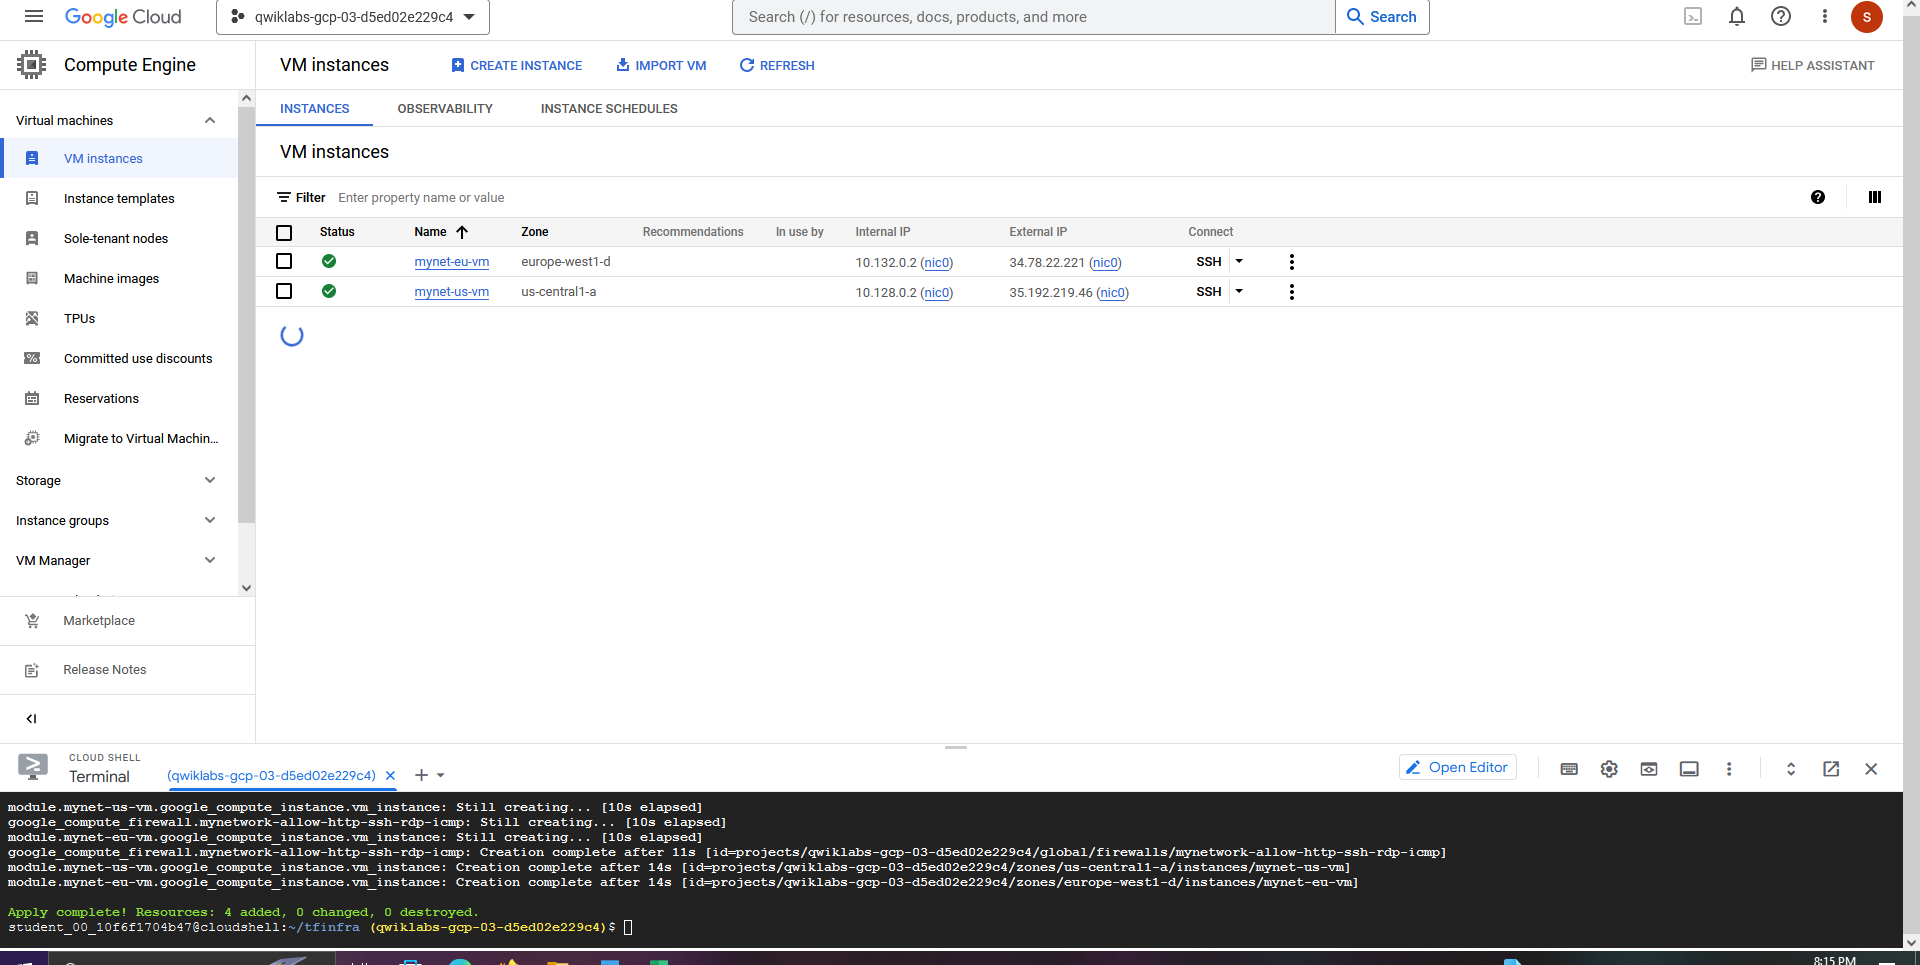 Google Cloud
qwiklabs-gcp-03-d5ed02e229c4
Search (/) for resources, docs, products, and more
Search
S
Compute Engine
VM instances
CREATE INSTANCE
IMPORT VM
REFRESH
HELP ASSISTANT
Virtual machines
VM instances
Instance templates
Sole-tenant nodes
Machine images
TPUs
Committed use discounts
Reservations
Migrate to Virtual Machin...
Storage
Instance groups
VM Manager
Marketplace
Release Notes
INSTANCES OBSERVABILITY INSTANCE SCHEDULES
VM instances
Filter Enter property name or value
Status Name Zone Recommendations In use by Internal IP External IP Connect
mynet-eu-vm europe-west1-d 10.132.0.2 (nic0) 34.78.22.221 (nic0) SSH
mynet-us-vm us-central1-a 10.128.0.2 (nic0) 35.192.219.46 (nic0) SSH
CLOUD SHELL
Terminal
(qwiklabs-gcp-03-d5ed02e229c4)
Open Editor
module.mynet-us-vm.google_compute_instance.vm_instance: Still creating... [10s elapsed]
google_compute_firewall.mynetwork-allow-http-ssh-rdp-icmp: Still creating... [10s elapsed]
module.mynet-eu-vm.google_compute_instance.vm_instance: Still creating... [10s elapsed]
google_compute_firewall.mynetwork-allow-http-ssh-rdp-icmp: Creation complete after 11s [id=projects/qwiklabs-gcp-03-d5ed02e229c4/global/firewalls/mynetwork-allow-http-ssh-rdp-icmp]
module.mynet-us-vm.google_compute_instance.vm_instance: Creation complete after 14s [id=projects/qwiklabs-gcp-03-d5ed02e229c4/zones/us-central1-a/instances/mynet-us-vm]
module.mynet-eu-vm.google_compute_instance.vm_instance: Creation complete after 14s [id=projects/qwiklabs-gcp-03-d5ed02e229c4/zones/europe-west1-d/instances/mynet-eu-vm]
Apply complete! Resources: 4 added, 0 changed, 0 destroyed.
student_00_10f6f1704b47@cloudshell:~/tfinfra (qwiklabs-gcp-03-d5ed02e229c4)$
8:15 PM